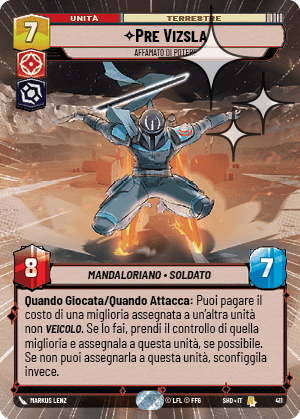 7
UNITÀ
TERRESTRE
✧PRE VIZSLA
AFFAMATO DI POTERE
8
7
MANDALORIANO • SOLDATO
Quando Giocata/Quando Attacca: Puoi pagare il
costo di una miglioria assegnata a un'altra unità
non VEICOLO. Se lo fai, prendi il controllo di quella
miglioria e assegnala a questa unità, se possibile.
Se non puoi assegnarla a questa unità, sconfiggila
invece.
MARKUS LENZ
© LFL © FFG
SHD • IT
411